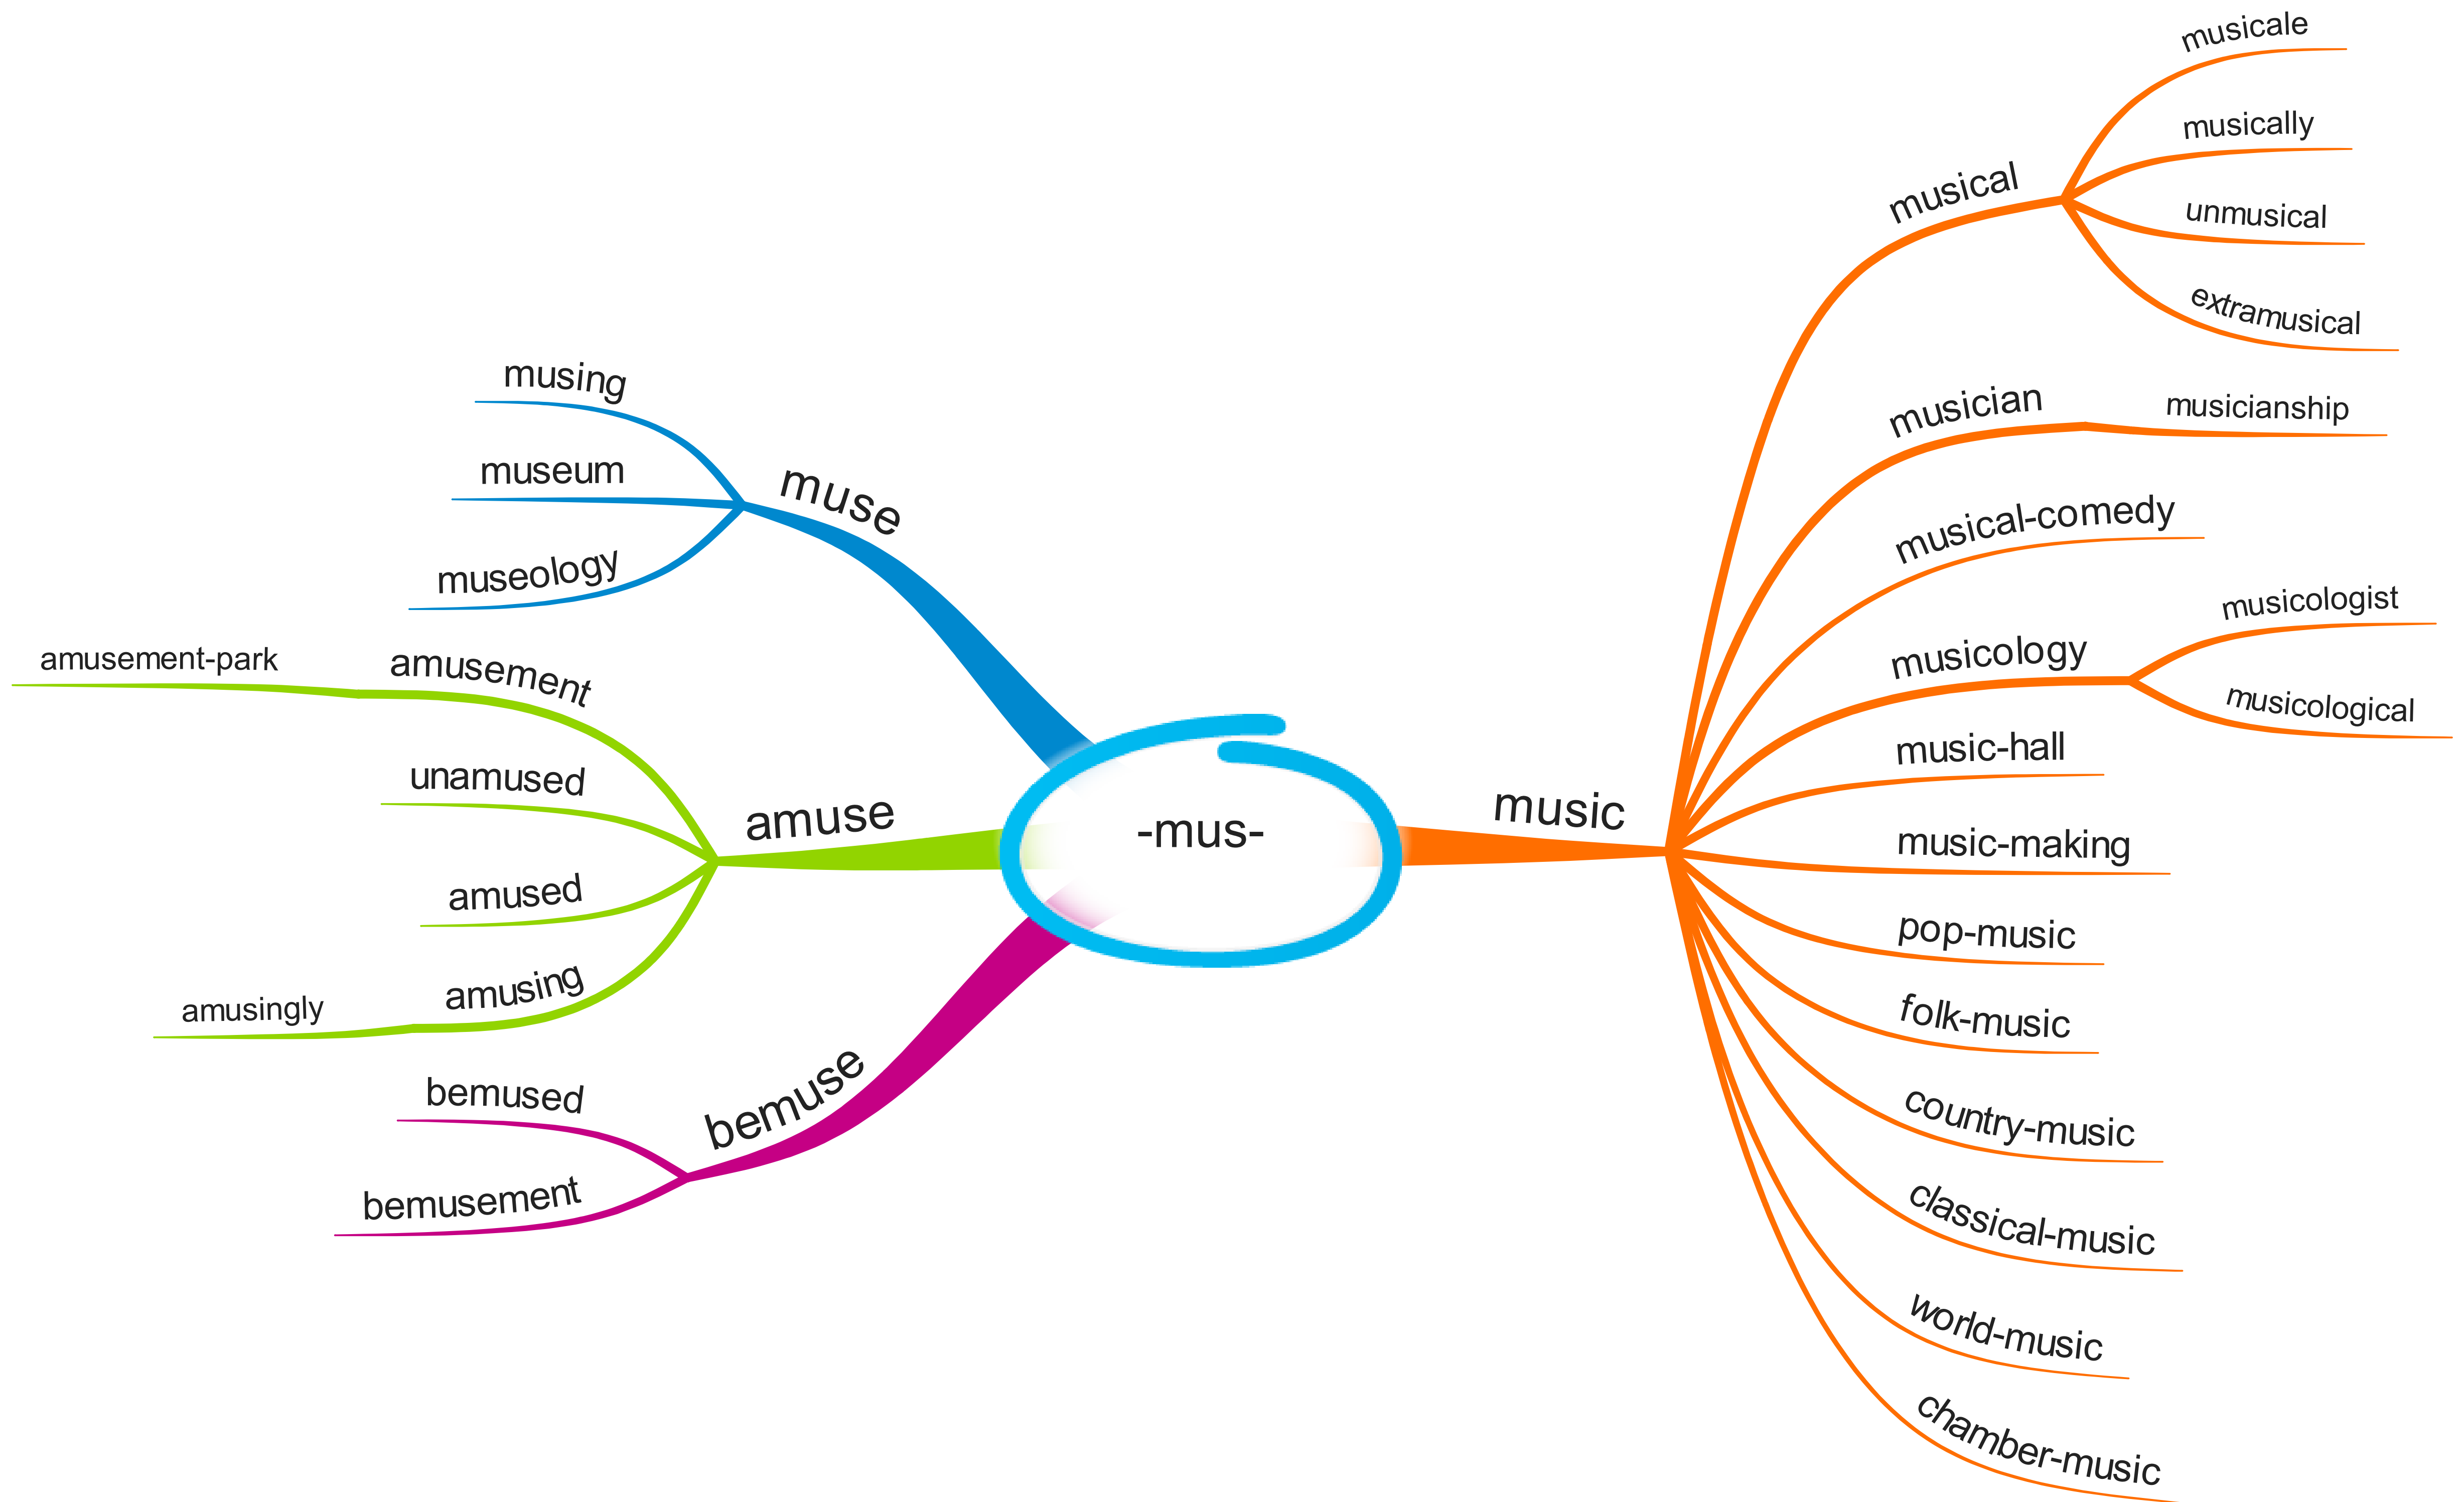 -mus-
muse
musing
museum
museology
amuse
amusement
amusement-park
unamused
amused
amusing
amusingly
bemuse
bemused
bemusement
music
musical
musicale
musically
unmusical
extramusical
musician
musicianship
musical-comedy
musicology
musicologist
musicological
music-hall
music-making
pop-music
folk-music
country-music
classical-music
world-music
chamber-music